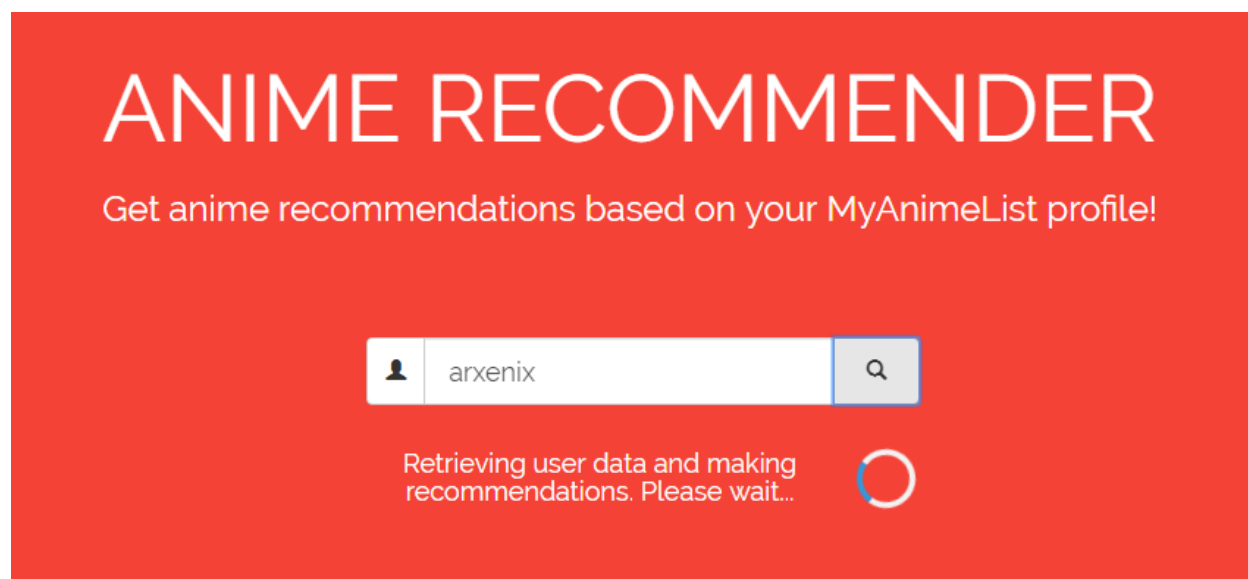 ANIME RECOMMENDER
Get anime recommendations based on your MyAnimeList profile!
arxenix
Retrieving user data and making
recommendations. Please wait...